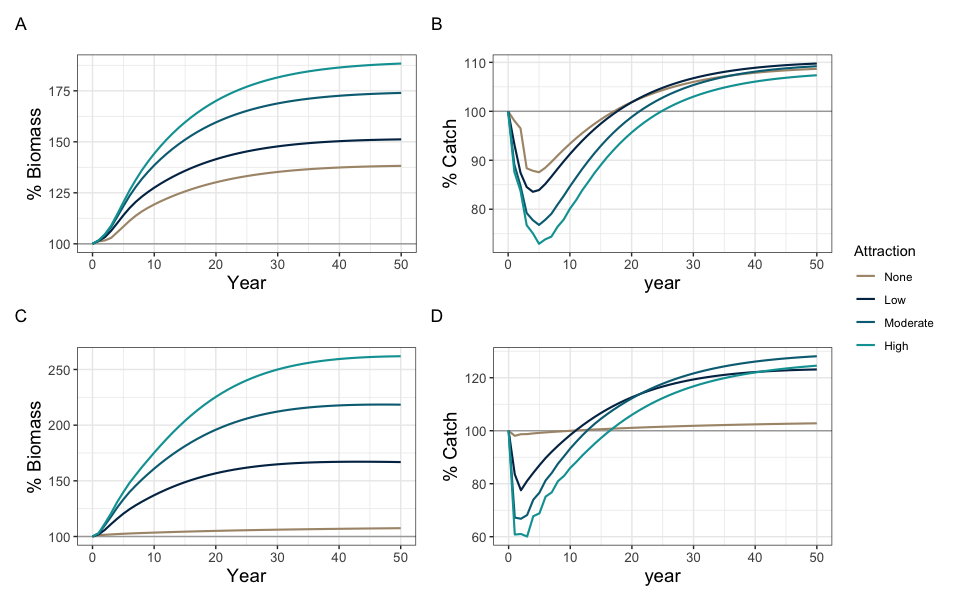 A
% Biomass
175
150
125
100
0 10 20 30 40 50
Year
B
% Catch
110
100
90
80
0 10 20 30 40 50
year
C
% Biomass
250
200
150
100
0 10 20 30 40 50
Year
D
% Catch
120
100
80
60
0 10 20 30 40 50
year
Attraction
None
Low
Moderate
High